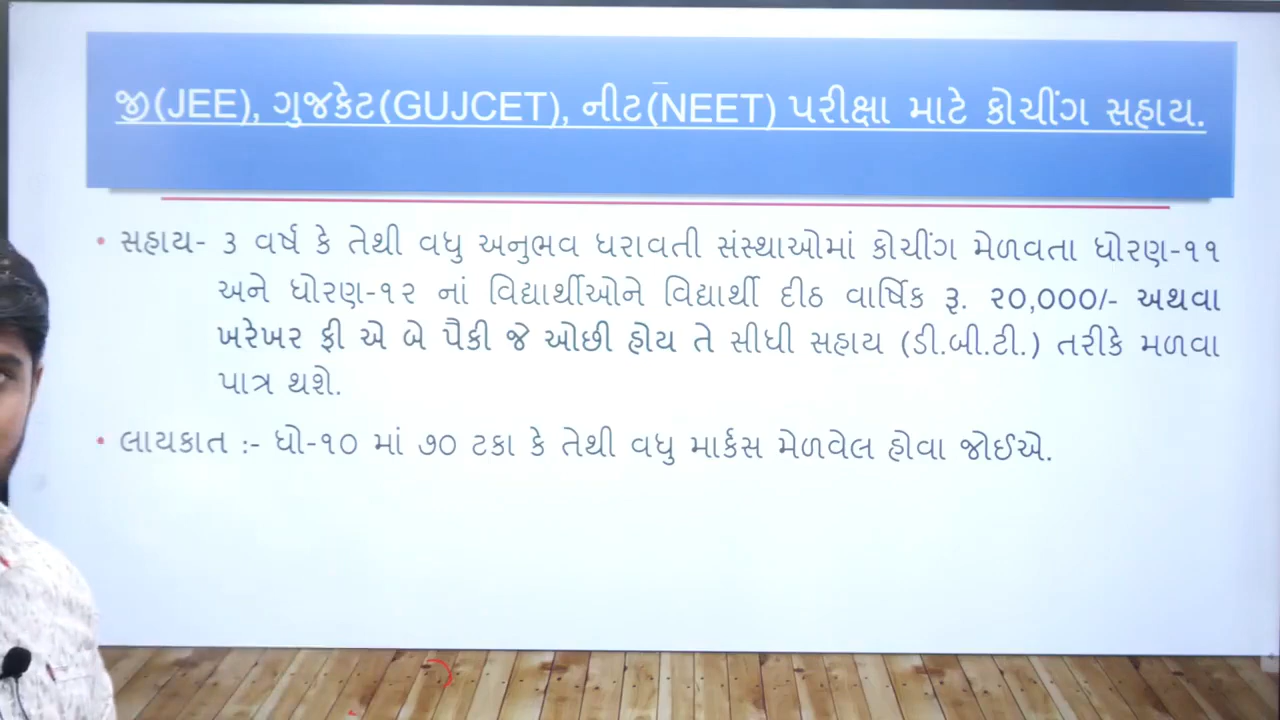 જી(JEE), ગુજકેટ(GUJCET), નીટ(NEET) પરીક્ષા માટે કોચીંગ સહાય.
• સહાય- ૩ વર્ષ કે તેથી વધુ અનુભવ ધરાવતી સંસ્થાઓમાં કોચીંગ મેળવતા ધોરણ-૧૧
અને ધોરણ-૧૨ નાં વિદ્યાર્થીઓને વિદ્યાર્થી દીઠ વાર્ષિક રૂ. ૨૦,૦૦૦/- અથવા
ખરેખર ફી એ બે પૈકી જે ઓછી હોય તે સીધી સહાય (ડી.બી.ટી.) તરીકે મળવા
પાત્ર થશે.
• લાયકાત :- ધો-૧૦ માં ૭૦ ટકા કે તેથી વધુ માર્કસ મેળવેલ હોવા જોઈએ.